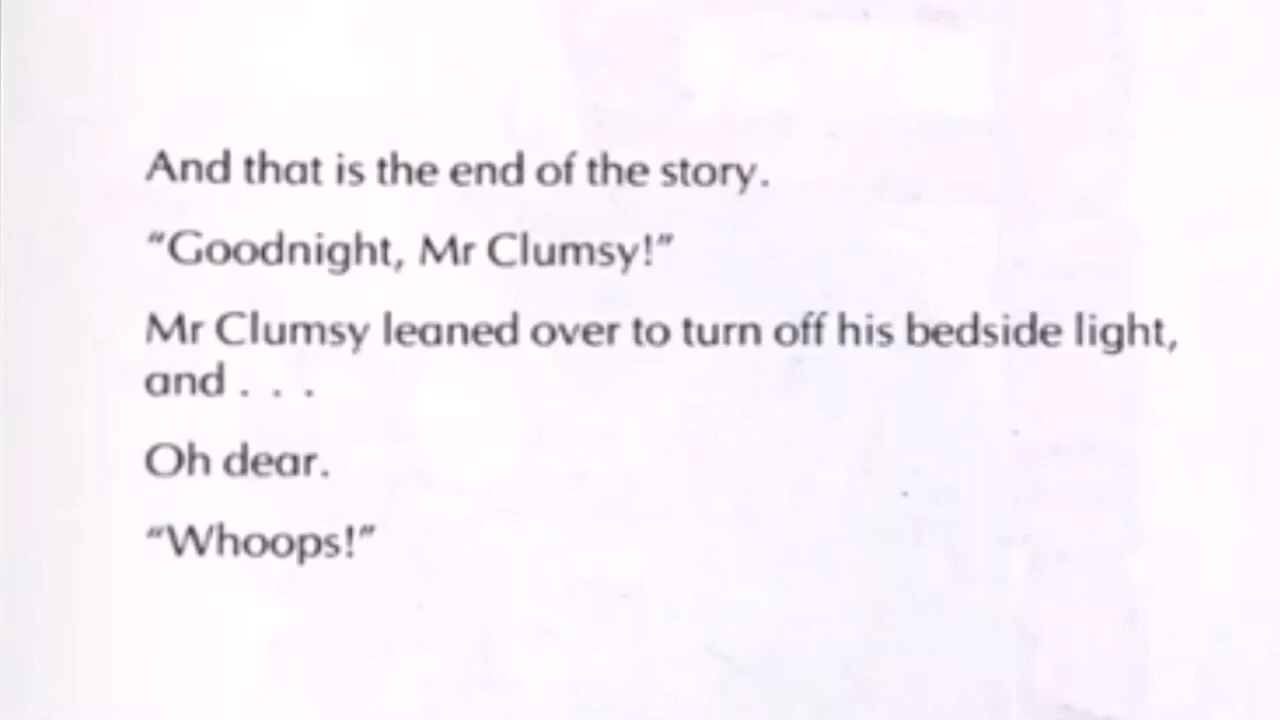 And that is the end of the story.
“Goodnight, Mr Clumsy!”
Mr Clumsy leaned over to turn off his bedside light,
and . . .
Oh dear.
“Whoops!”